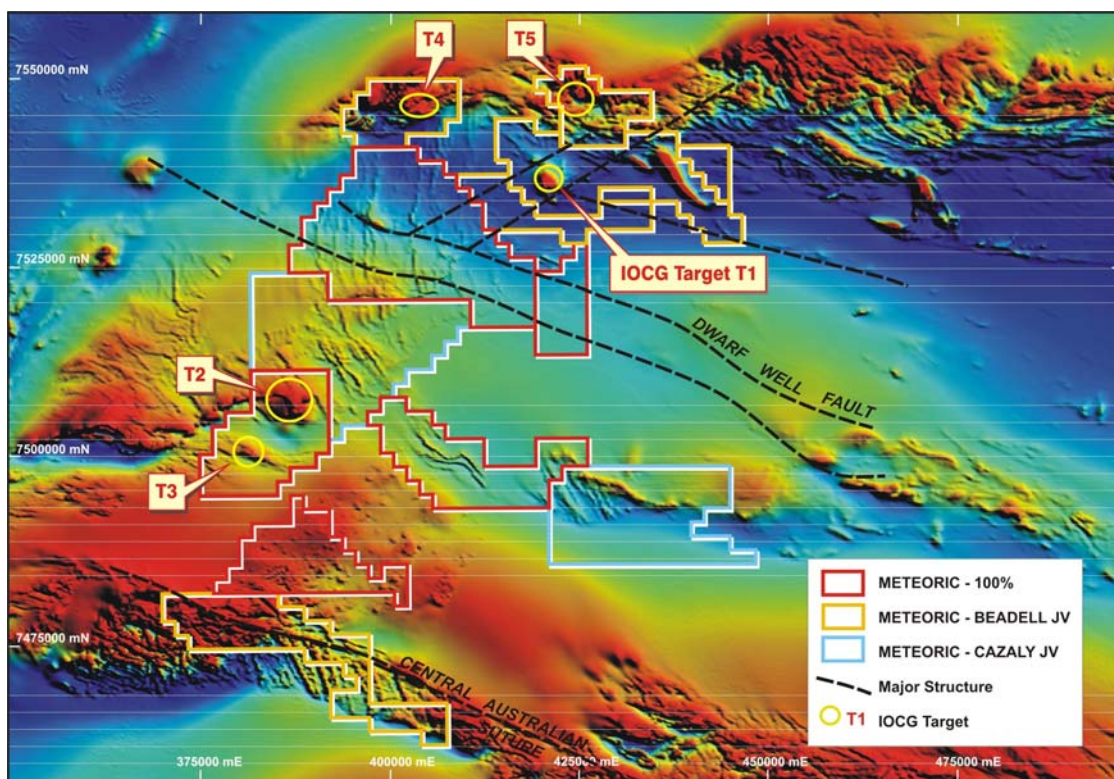 T4
T5
7550000 mN
IOCG Target T1
7525000 mN
DWARF WELL FAULT
T2
7500000 mN
T3
METEORIC - 100%
METEORIC - BEADELL JV
METEORIC - CAZALY JV
Major Structure
T1 IOCG Target
7475000 mN
CENTRAL AUSTRALIAN
SUTURE
375000 mE
400000 mE
425000 mE
450000 mE
475000 mE